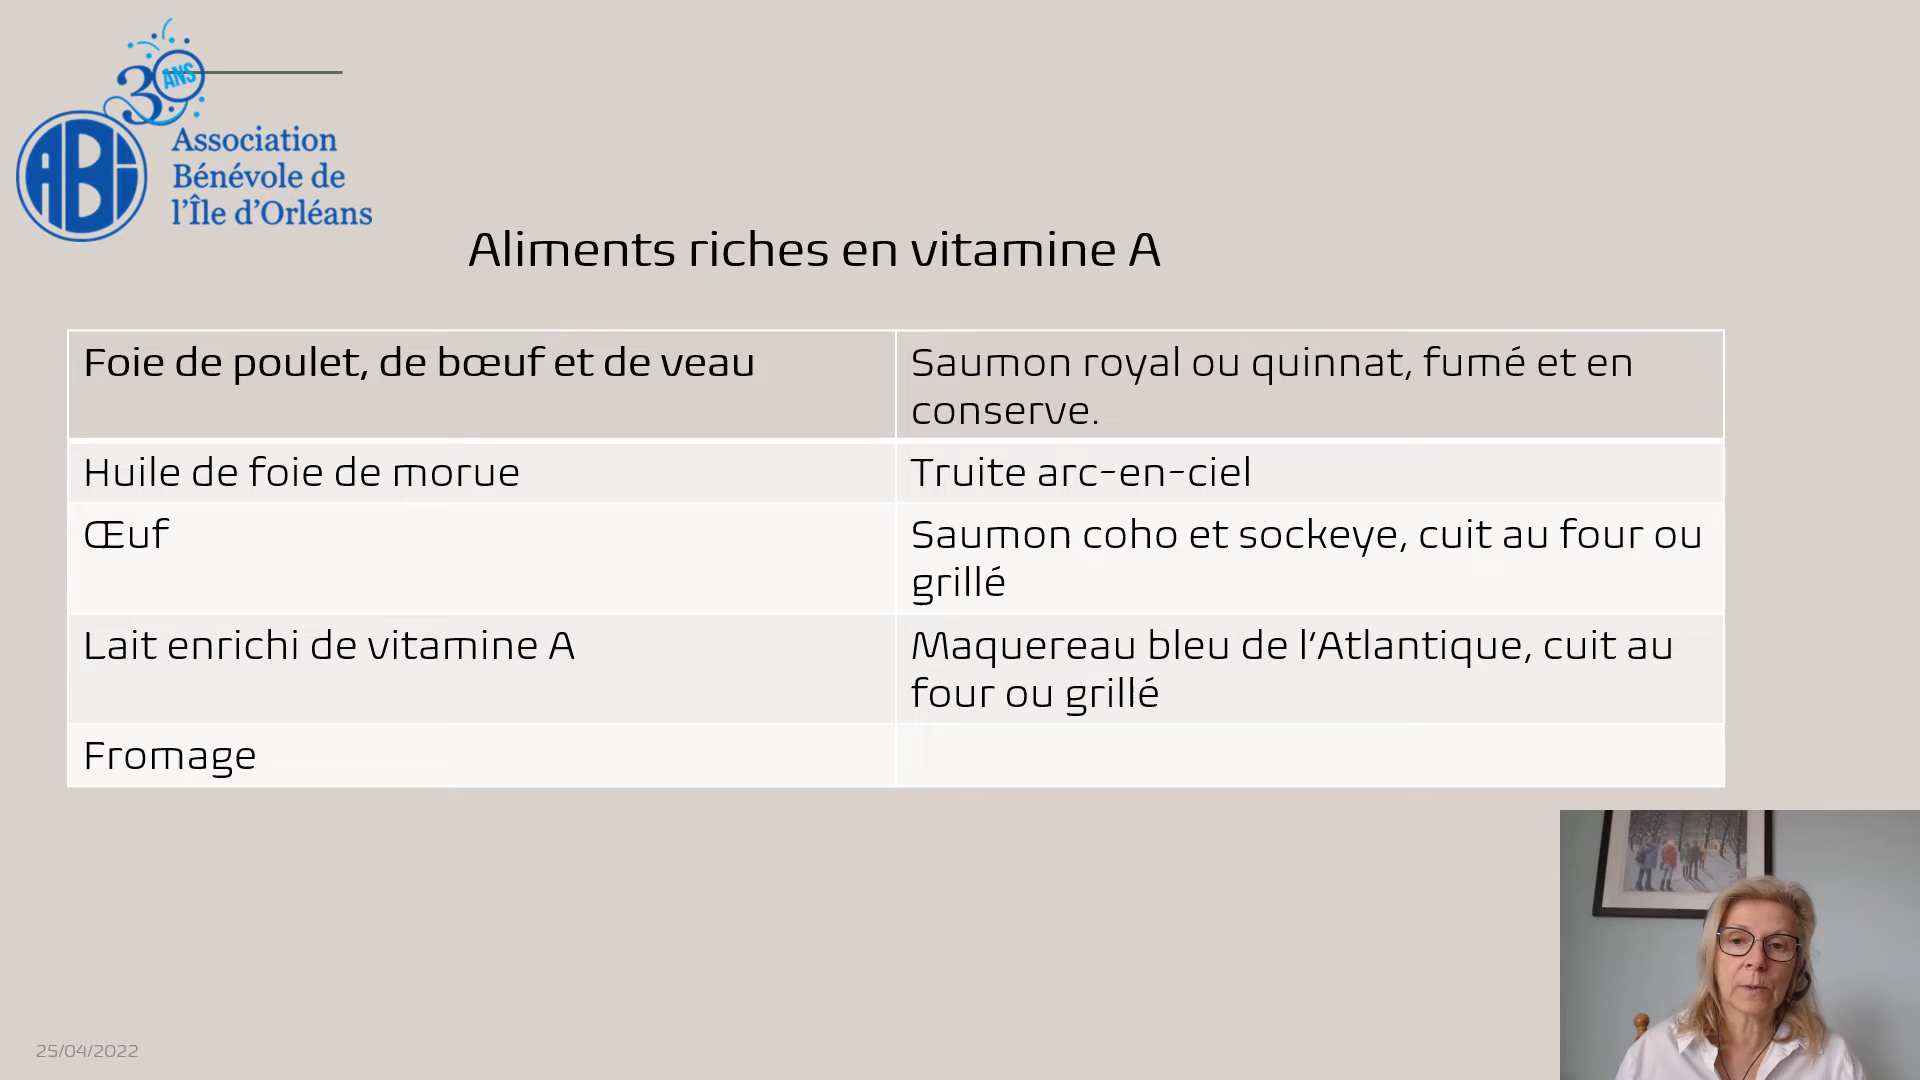 30 ANS
ABI
Association
Bénévole de
l'Île d'Orléans
Aliments riches en vitamine A
Foie de poulet, de bœuf et de veau
Saumon royal ou quinnat, fumé et en
conserve.
Huile de foie de morue
Truite arc-en-ciel
Œuf
Saumon coho et sockeye, cuit au four ou
grillé
Lait enrichi de vitamine A
Maquereau bleu de l'Atlantique, cuit au
four ou grillé
Fromage
25/04/2022